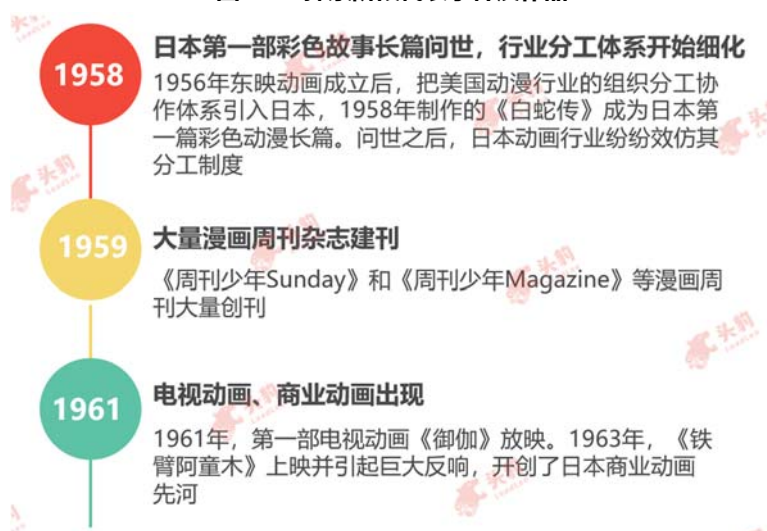 1958
日本第一部彩色故事长篇问世，行业分工体系开始细化
1956年东映动画成立后，把美国动漫行业的组织分工协
作体系引入日本，1958年制作的《白蛇传》成为日本第
一篇彩色动漫长篇。问世之后，日本动画行业纷纷效仿其
分工制度
1959
大量漫画周刊杂志建刊
《周刊少年Sunday》和《周刊少年Magazine》等漫画周
刊大量创刊
1961
电视动画、商业动画出现
1961年，第一部电视动画《御伽》放映。1963年，《铁
臂阿童木》上映并引起巨大反响，开创了日本商业动画
先河
头豹
LeadLeo